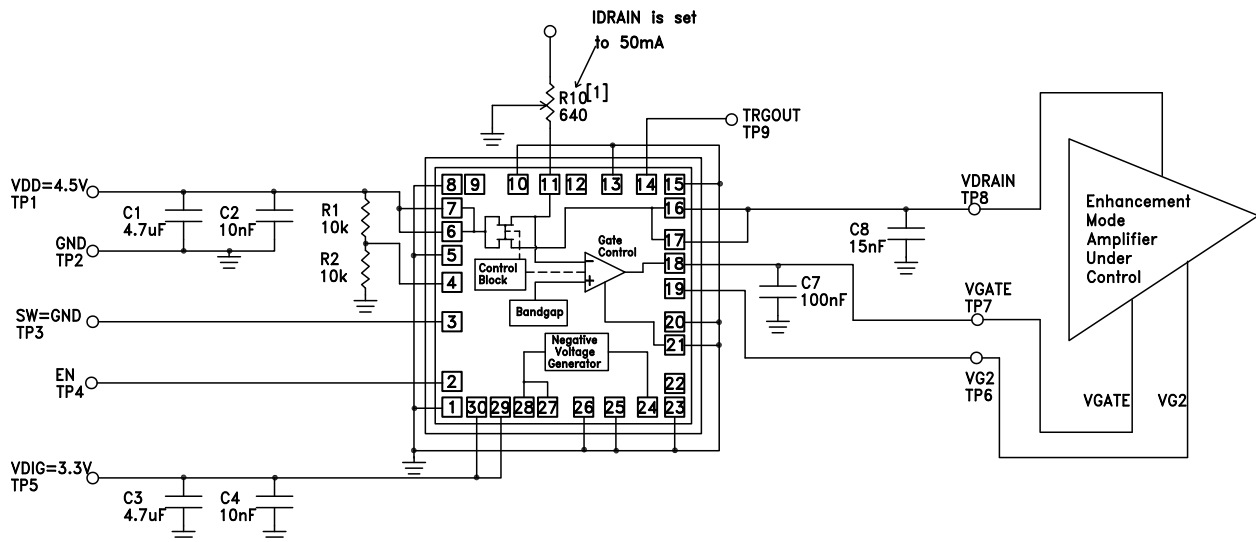 IDRAIN is set
to 50mA
R10[1]
640
TRGOUT
TP9
VDD=4.5V
TP1
C1
4.7uF
C2
10nF
R1
10k
R2
10k
GND
TP2
SW=GND
TP3
EN
TP4
VDIG=3.3V
TP5
C3
4.7uF
C4
10nF
8
9
10
11
12
13
14
15
7
6
5
4
3
2
1
30
29
28
27
26
25
24
23
22
21
20
19
18
17
16
Gate
Control
Control
Block
Bandgap
Negative
Voltage
Generator
–
+
C8
15nF
C7
100nF
VDRAIN
TP8
VGATE
TP7
VG2
TP6
Enhancement
Mode
Amplifier
Under
Control
VGATE
VG2